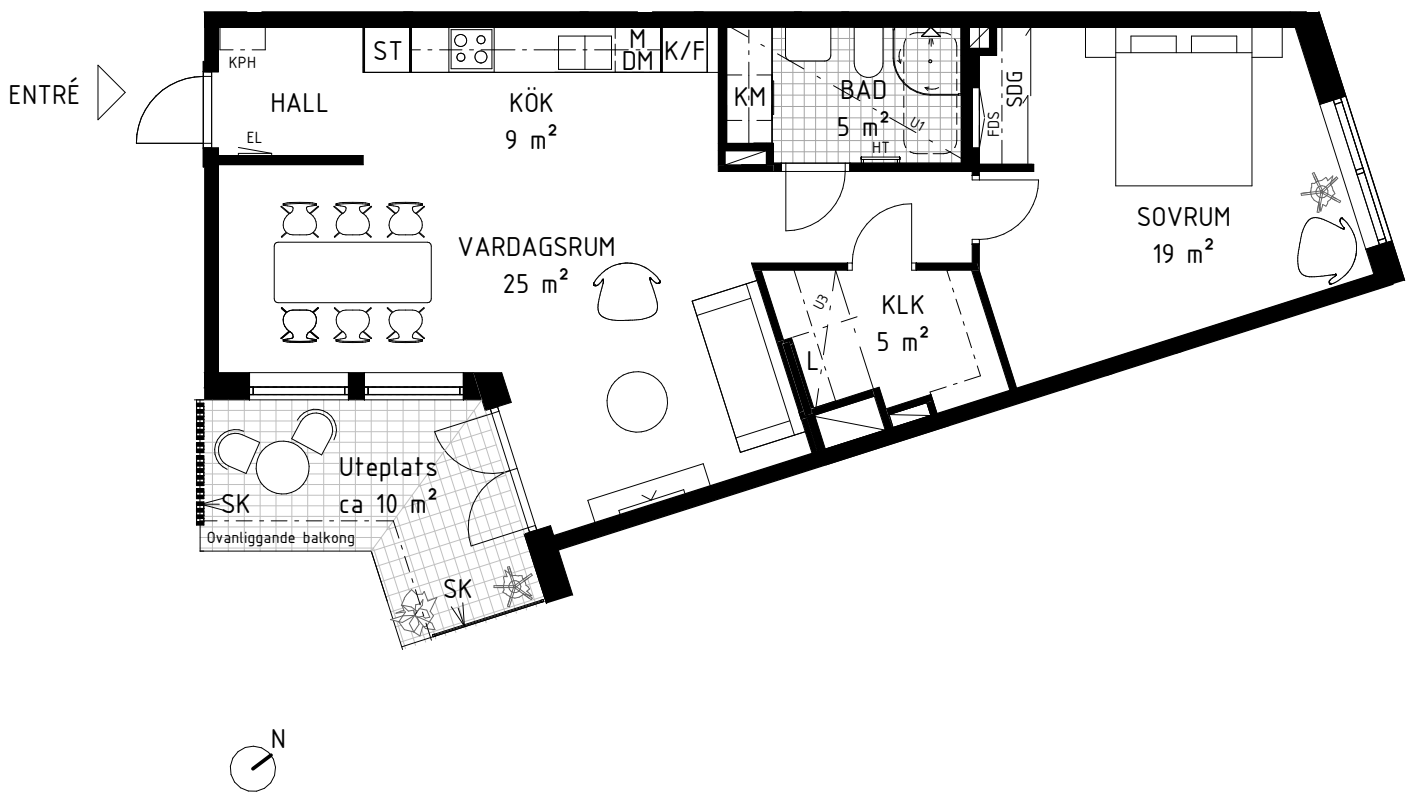 ENTRÉ
KPH
HALL
EL
ST
KÖK
9 m²
M
DM
K/F
KM
BAD
5 m²
U1
HT
FDS
SDG
SOVRUM
19 m²
VARDAGSRUM
25 m²
U3
L
KLK
5 m²
Uteplats
ca 10 m²
SK
Ovanliggande balkong
SK
N